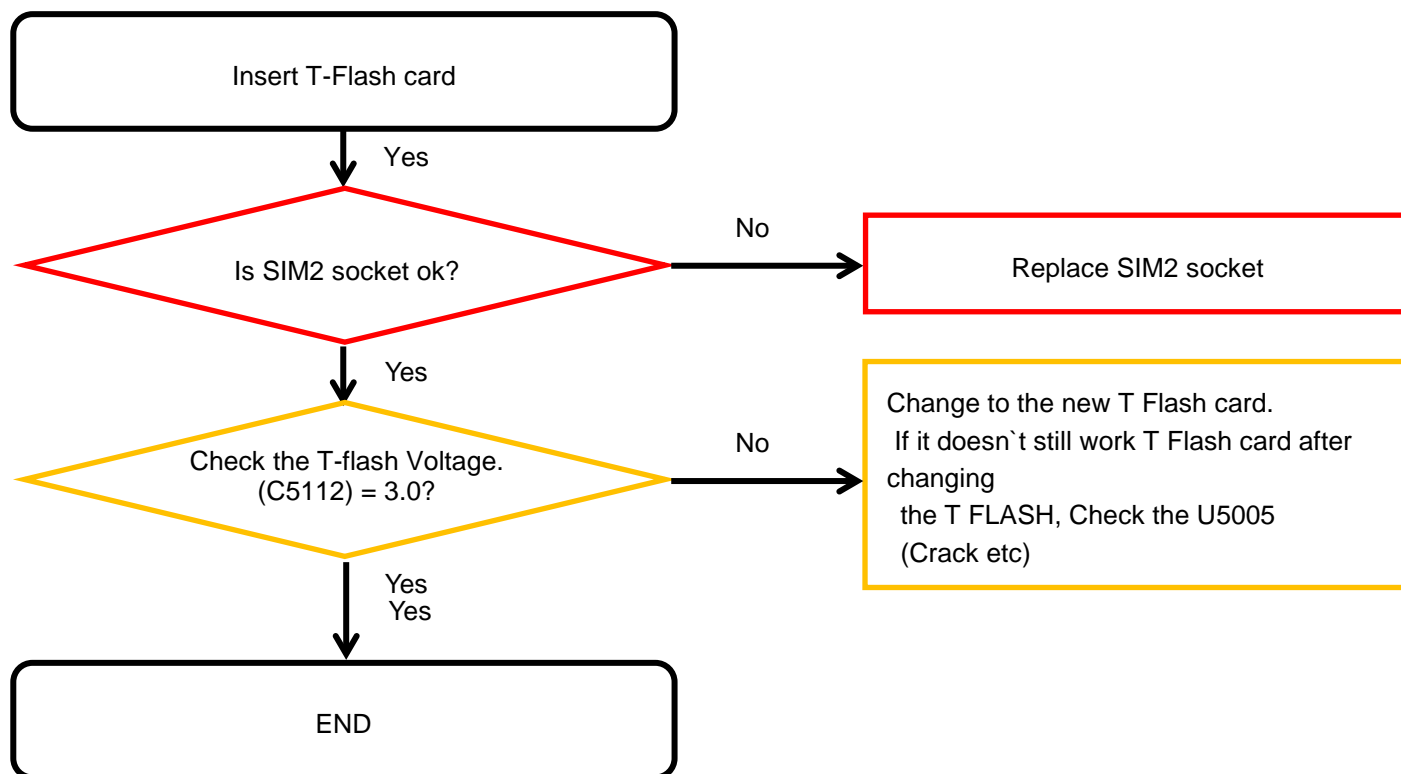 Insert T-Flash card
Yes
Is SIM2 socket ok?
No
Replace SIM2 socket
Yes
Check the T-flash Voltage.
(C5112) = 3.0?
No
Change to the new T Flash card.
If it doesn`t still work T Flash card after
changing
the T FLASH, Check the U5005
(Crack etc)
Yes
Yes
END